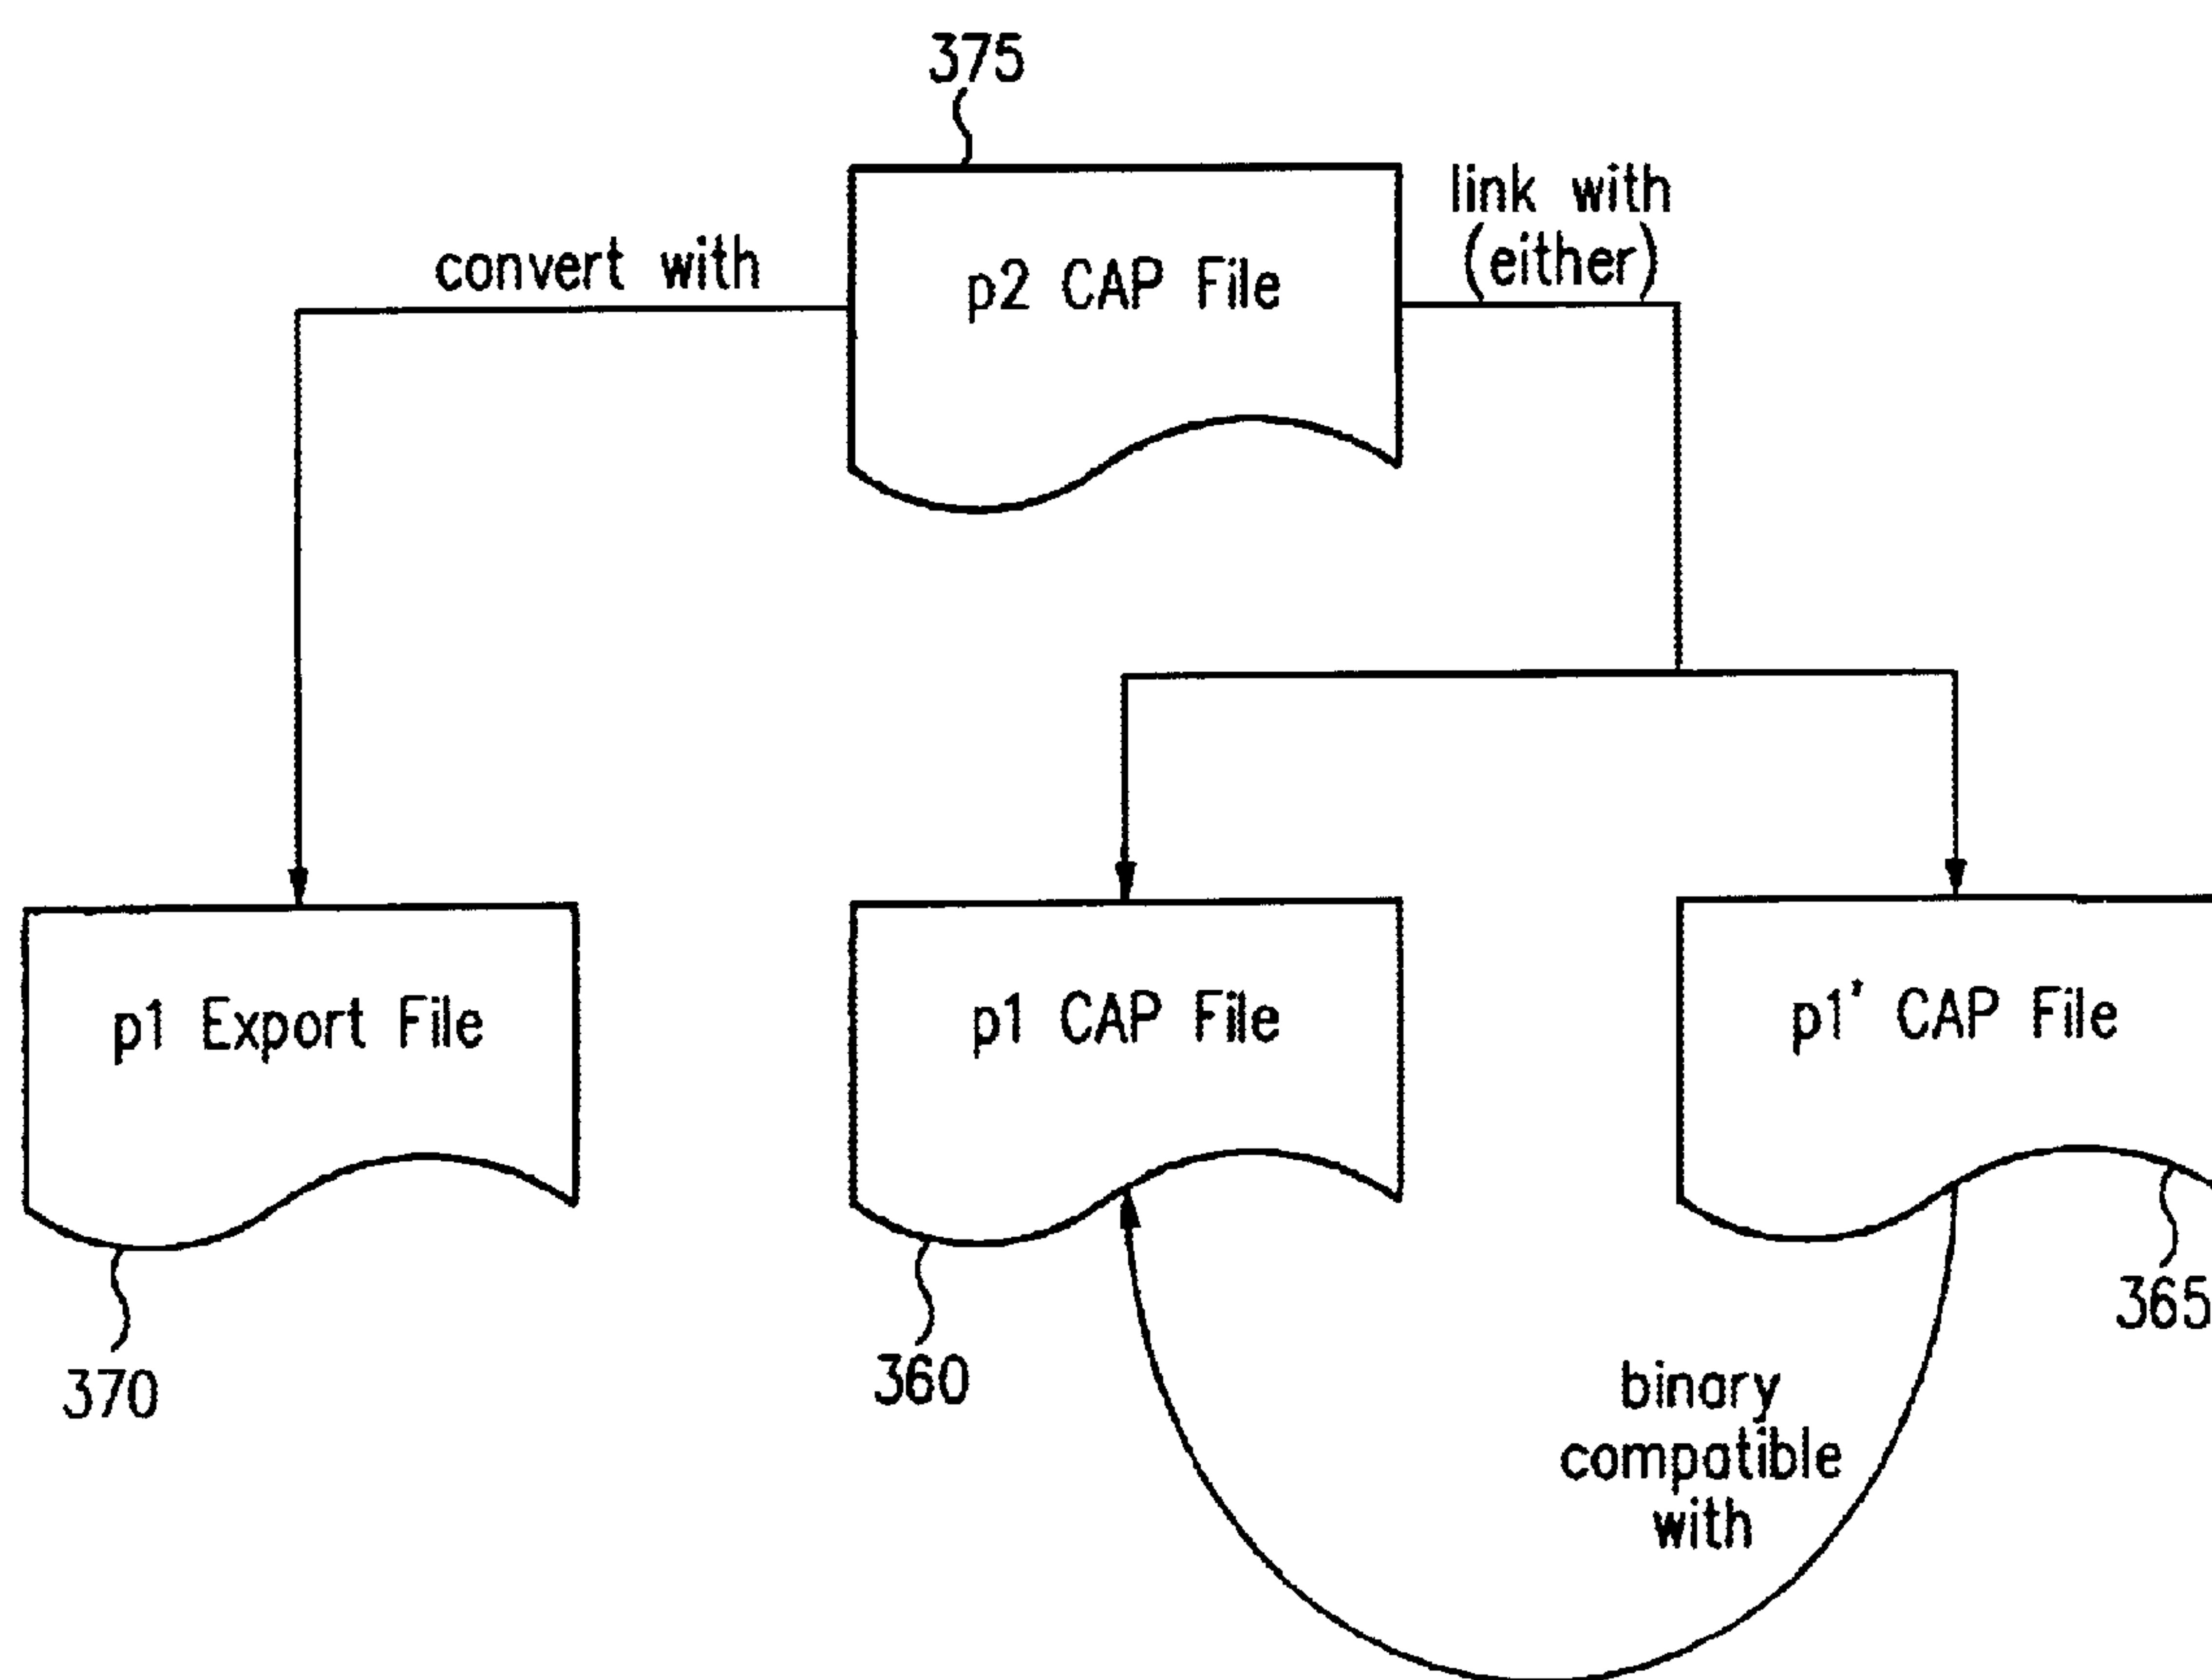 375
link with
(either)
convert with
p2 CAP File
p1 Export File
p1 CAP File
p1' CAP File
365
370
360
binary
compatible
with